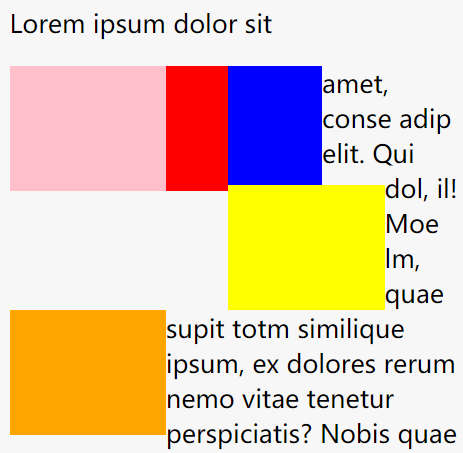 Lorem ipsum dolor sit
amet,
conse adip
elit. Qui
dol, il!
Moe
lm,
quae
supit totm similique
ipsum, ex dolores rerum
nemo vitae tenetur
perspiciatis? Nobis quae